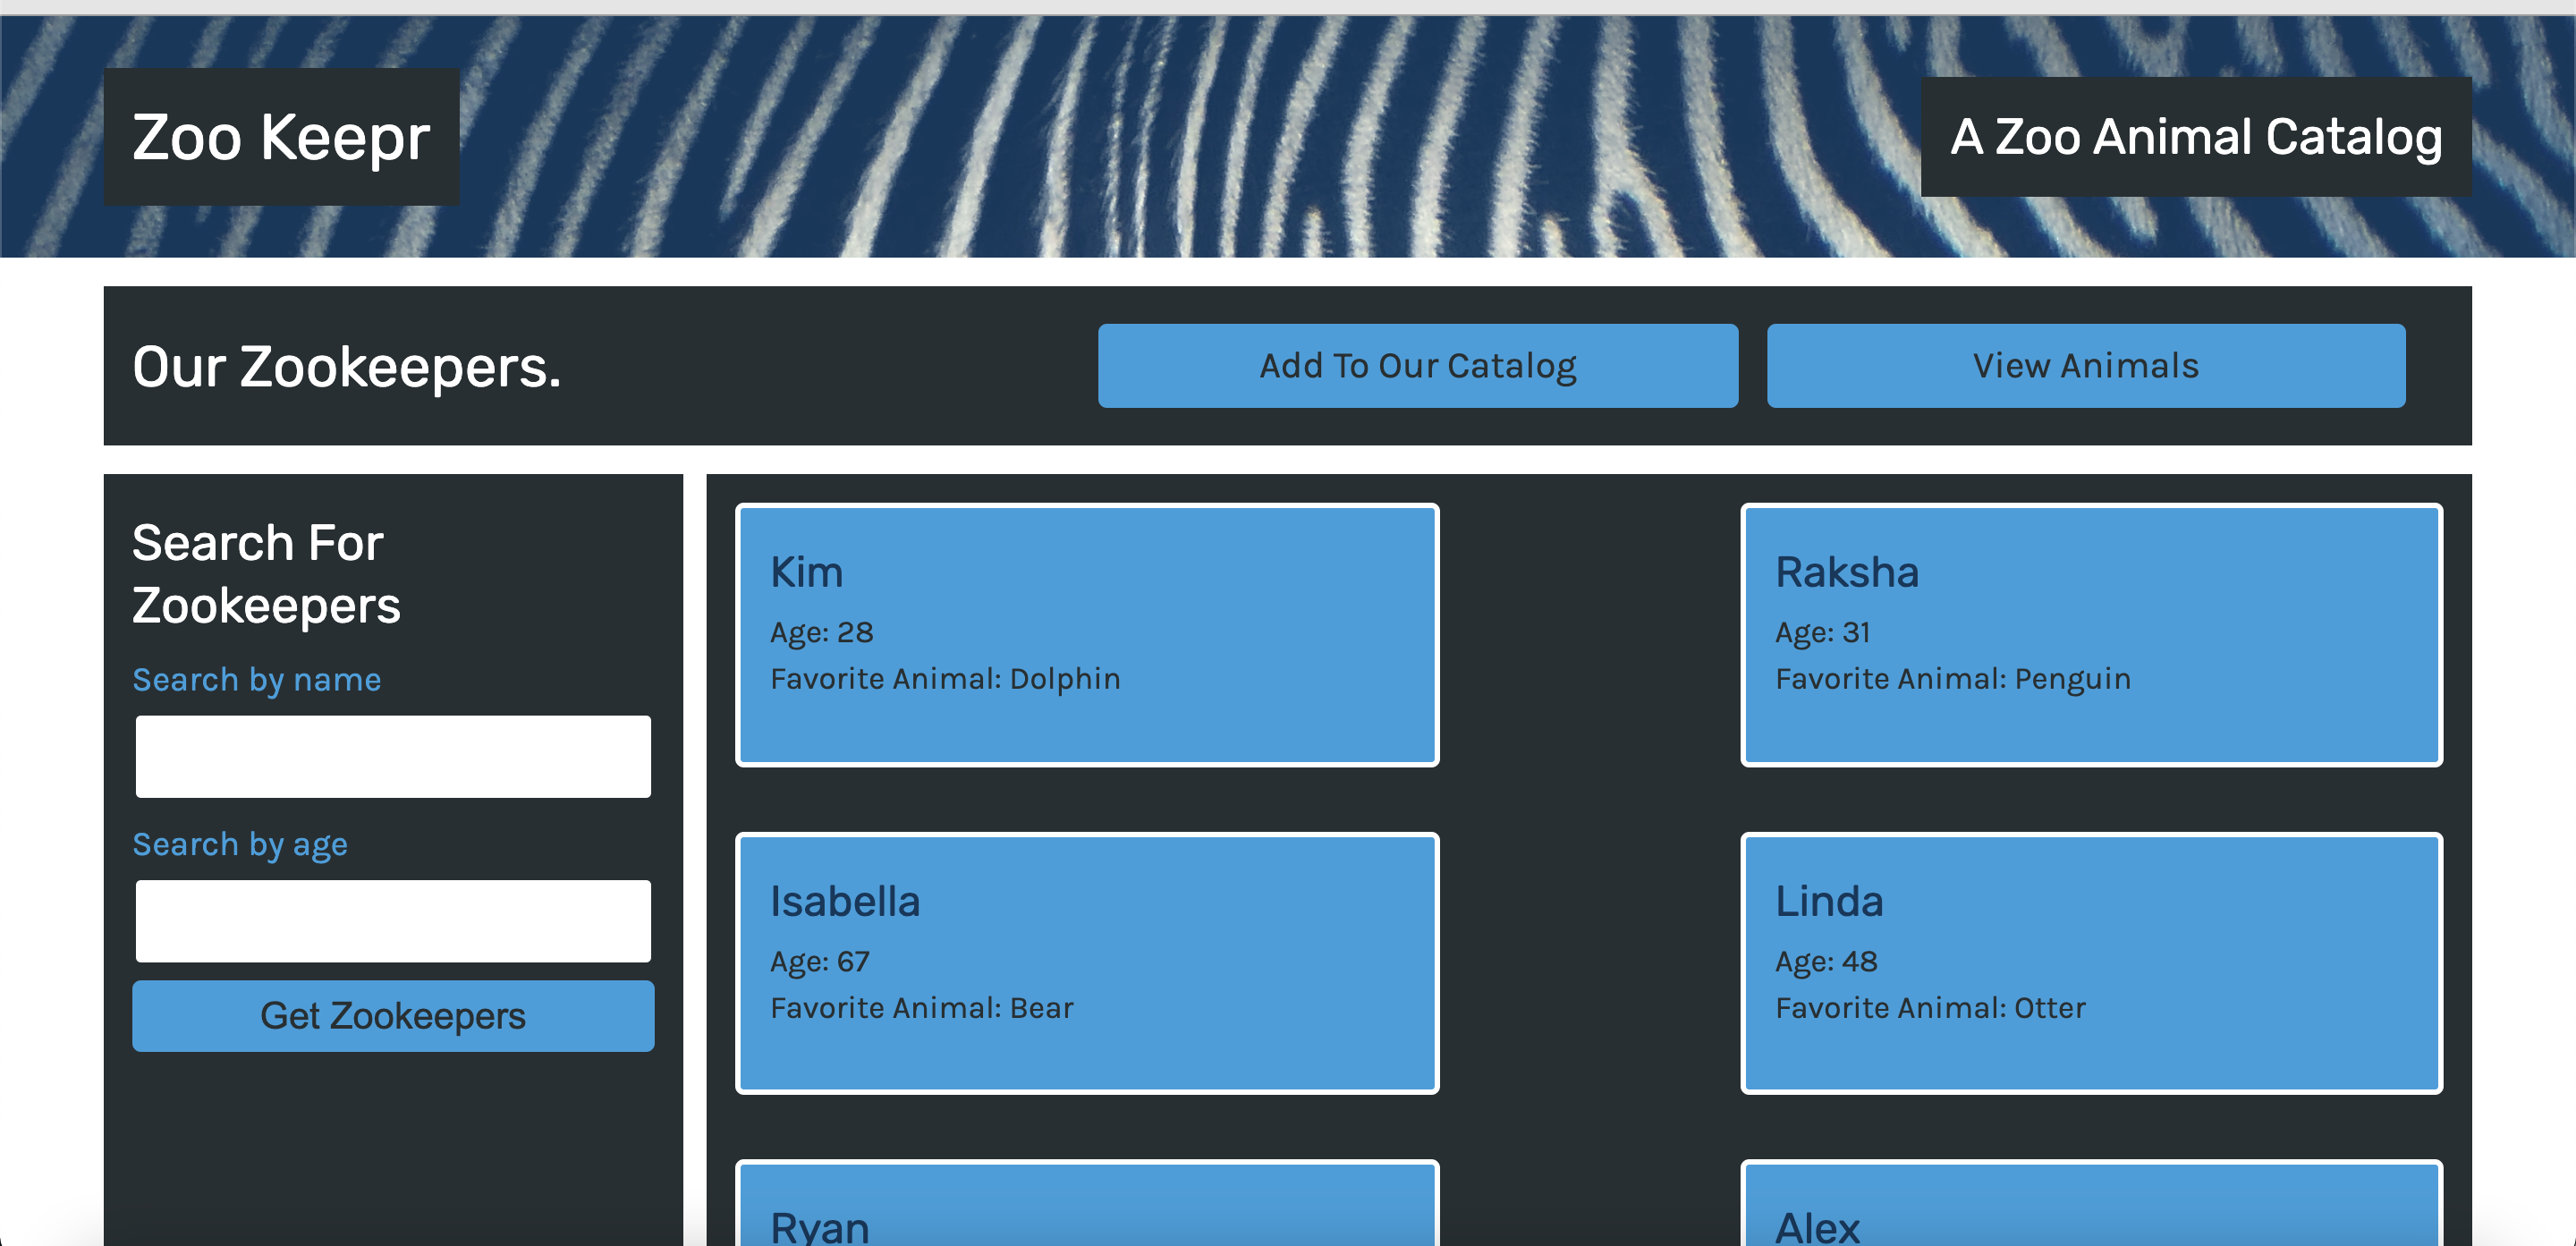 Zoo Keepr
A Zoo Animal Catalog
Our Zookeepers.
Add To Our Catalog
View Animals
Search For
Zookeepers
Search by name
Search by age
Get Zookeepers
Kim
Age: 28
Favorite Animal: Dolphin
Raksha
Age: 31
Favorite Animal: Penguin
Isabella
Age: 67
Favorite Animal: Bear
Linda
Age: 48
Favorite Animal: Otter
Ryan
Alex